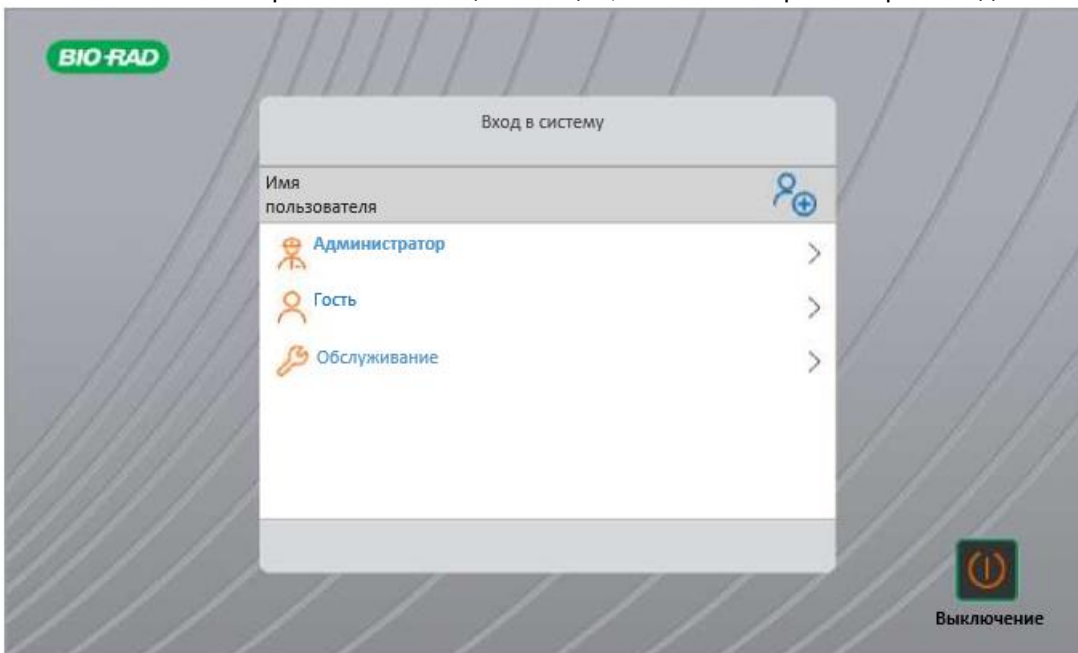 BIO-RAD
Вход в систему
Имя
пользователя
Администратор
Гость
Обслуживание
Выключение